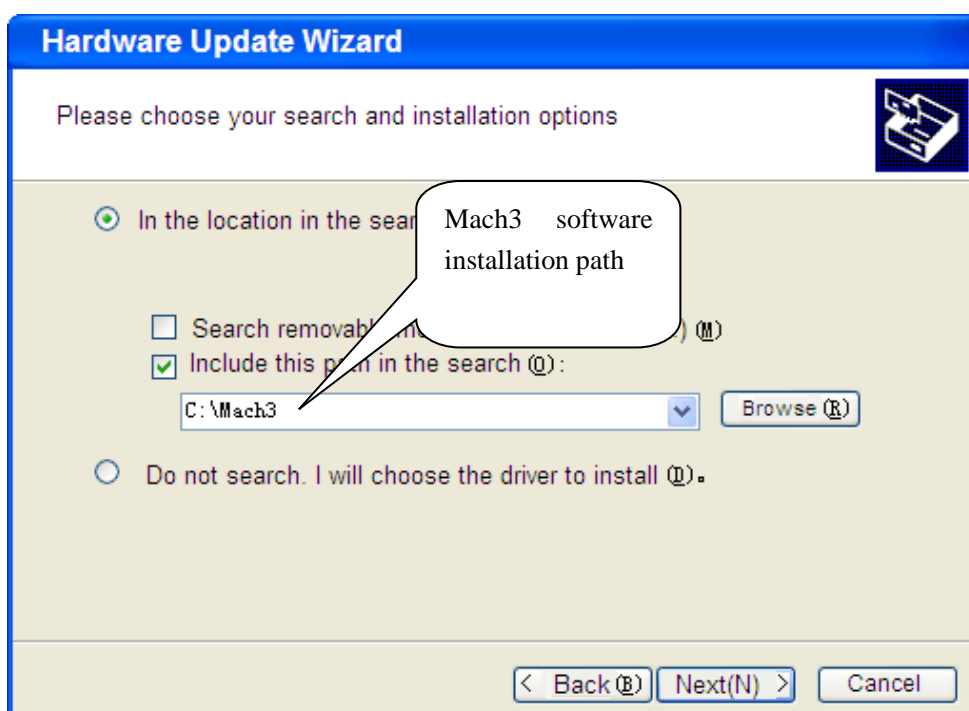 Hardware Update Wizard
Please choose your search and installation options
In the location in the sear
Mach3 software
installation path
Search removabl ) (M)
Include this path in the search (O):
C:\Mach3
Browse (R)
Do not search. I will choose the driver to install (D).
< Back (B) Next(N) > Cancel